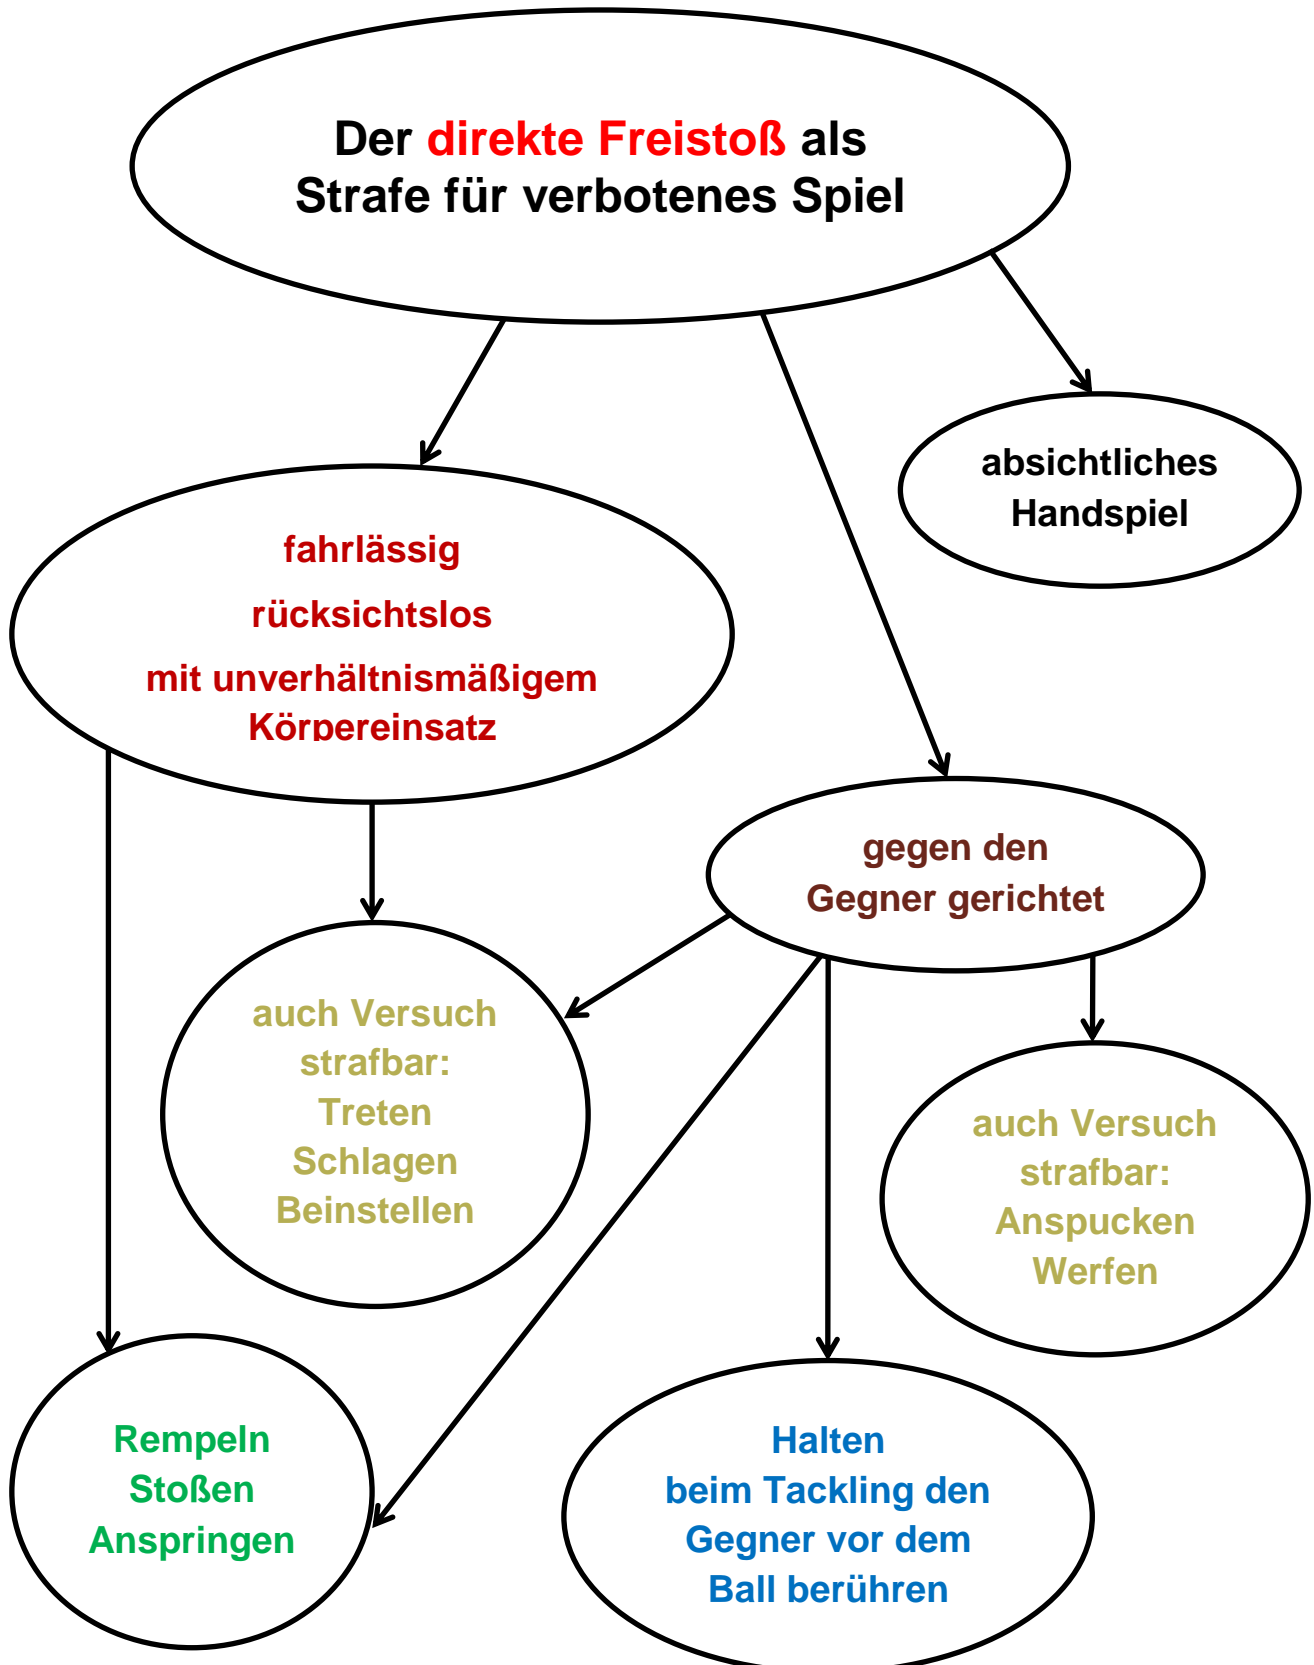 Der direkte Freistoß als
Strafe für verbotenes Spiel
absichtliches
Handspiel
fahrlässig
rücksichtslos
mit unverhältnismäßigem
Körpereinsatz
gegen den
Gegner gerichtet
auch Versuch
strafbar:
Treten
Schlagen
Beinstellen
auch Versuch
strafbar:
Anspucken
Werfen
Rempeln
Stoßen
Anspringen
Halten
beim Tackling den
Gegner vor dem
Ball berühren